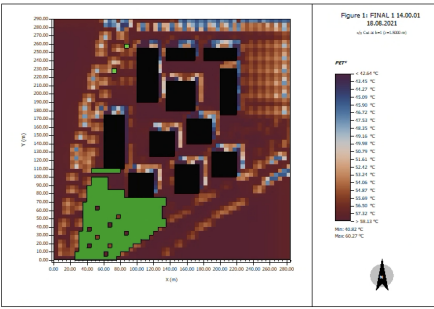 Figure 1: FINAL 1 14.00.01
18.08.2021
PET*
290.00
280.00
270.00
260.00
250.00
240.00
230.00
220.00
210.00
200.00
190.00
180.00
170.00
160.00
150.00
140.00
130.00
120.00
110.00
100.00
90.00
80.00
70.00
60.00
50.00
40.00
30.00
20.00
10.00
0.00
Y (m)
0.00 20.00 40.00 60.00 80.00 100.00 120.00 140.00 160.00 180.00 200.00 220.00 240.00 260.00 280.00
X (m)
< 42.64 °C
43.45 °C
44.27 °C
45.09 °C
45.90 °C
46.72 °C
47.53 °C
48.35 °C
49.16 °C
49.98 °C
50.79 °C
51.61 °C
52.42 °C
53.24 °C
54.06 °C
54.87 °C
55.69 °C
56.50 °C
57.32 °C
> 58.13 °C
Min: 40.82 °C
Max: 60.27 °C